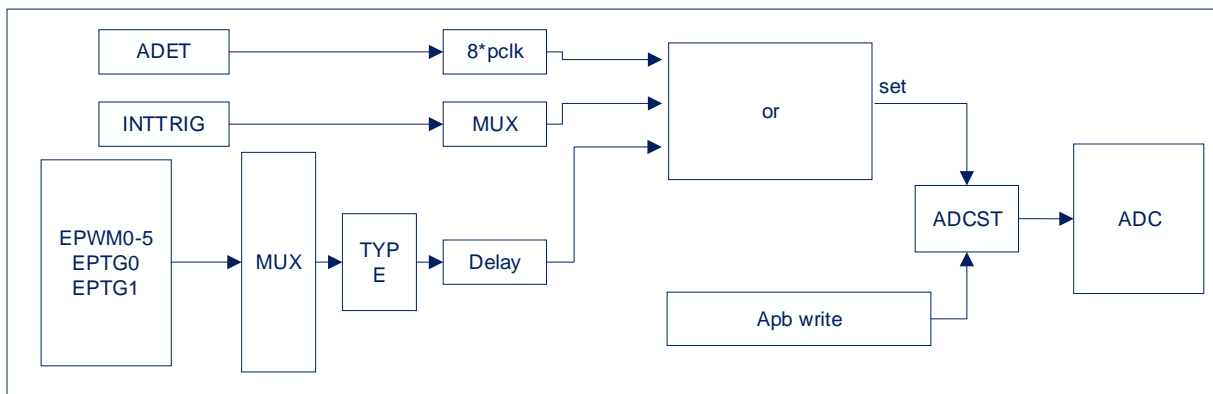 ADET
8*pclk
INTTRIG
MUX
or
set
EPWM0-5
EPTG0
EPTG1
MUX
TYP
E
Delay
ADCST
ADC
Apb write